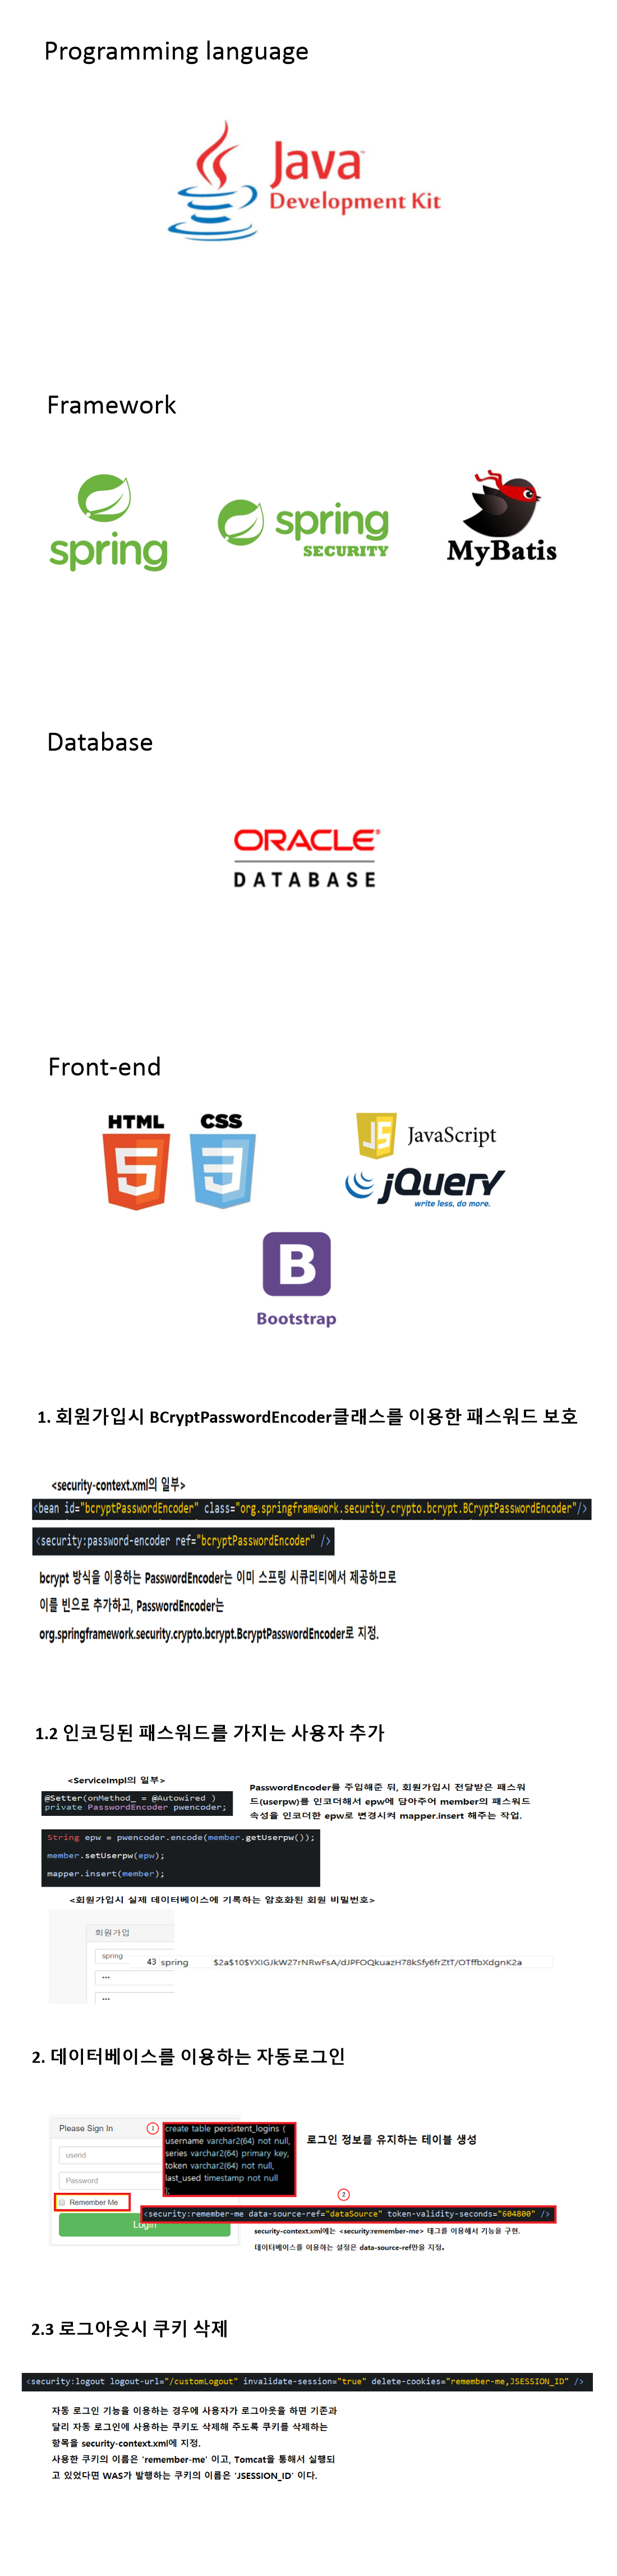 Programming language
Java™
Development Kit
Framework
spring
spring
SECURITY
MyBatis
Database
ORACLE®
DATABASE
Front-end
HTML
5
CSS
3
JS
JavaScript
jQuery
write less, do more.
B
Bootstrap
1. 회원가입시 BCryptPasswordEncoder클래스를 이용한 패스워드 보호
<security-context.xml의 일부>
<bean id="bcryptPasswordEncoder" class="org.springframework.security.crypto.bcrypt.BCryptPasswordEncoder"/>
<security:password-encoder ref="bcryptPasswordEncoder" />
bcrypt 방식을 이용하는 PasswordEncoder는 이미 스프링 시큐리티에서 제공하므로
이를 빈으로 추가하고, PasswordEncoder는
org.springframework.security.crypto.bcrypt.BcryptPasswordEncoder로 지정.
1.2 인코딩된 패스워드를 가지는 사용자 추가
<ServiceImpl의 일부>
@Setter(onMethod_ = @Autowired )
private PasswordEncoder pwencoder;
PasswordEncoder를 주입해준 뒤, 회원가입시 전달받은 패스워
드(userpw)를 인코더해서 epw에 담아주어 member의 패스워드
속성을 인코더한 epw로 변경시켜 mapper.insert 해주는 작업.
String epw = pwencoder.encode(member.getUserpw());
member.setUserpw(epw);
mapper.insert(member);
<회원가입시 실제 데이터베이스에 기록하는 암호화된 회원 비밀번호>
회원가입
spring
43 spring $2a$10$YXIGJkW27rNRwFsA/dJPFOQkuazH78kSfy6frZtT/OTffbXdgnK2a
•••
•••
2. 데이터베이스를 이용하는 자동로그인
Please Sign In
userid
Password
Remember Me
Login
1
create table persistent_logins (
username varchar2(64) not null,
series varchar2(64) primary key,
token varchar2(64) not null,
last_used timestamp not null
);
로그인 정보를 유지하는 테이블 생성
2
<security:remember-me data-source-ref="dataSource" token-validity-seconds="604800" />
security-context.xml에는 <security:remember-me> 태그를 이용해서 기능을 구현.
데이터베이스를 이용하는 설정은 data-source-ref만을 지정.
2.3 로그아웃시 쿠키 삭제
<security:logout logout-url="/customLogout" invalidate-session="true" delete-cookies="remember-me,JSESSION_ID" />
자동 로그인 기능을 이용하는 경우에 사용자가 로그아웃을 하면 기존과
달리 자동 로그인에 사용하는 쿠키도 삭제해 주도록 쿠키를 삭제하는
항목을 security-context.xml에 지정.
사용한 쿠키의 이름은 'remember-me' 이고, Tomcat을 통해서 실행되
고 있었다면 WAS가 발행하는 쿠키의 이름은 'JSESSION_ID' 이다.